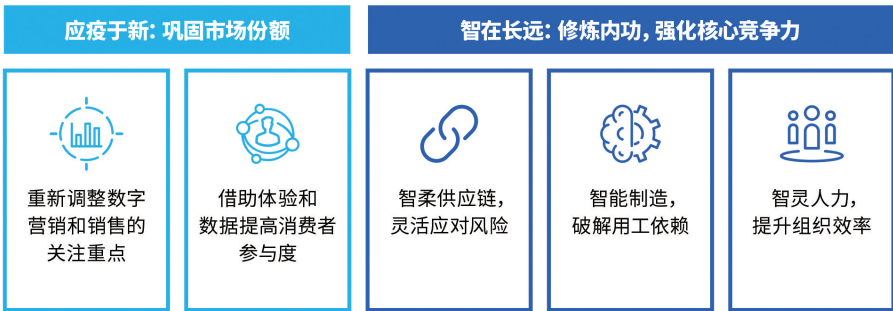 应疫于新：巩固市场份额
智在长远：修炼内功，强化核心竞争力
重新调整数字
营销和销售的
关注重点
借助体验和
数据提高消费者
参与度
智柔供应链，
灵活应对风险
智能制造，
破解用工依赖
智灵人力，
提升组织效率